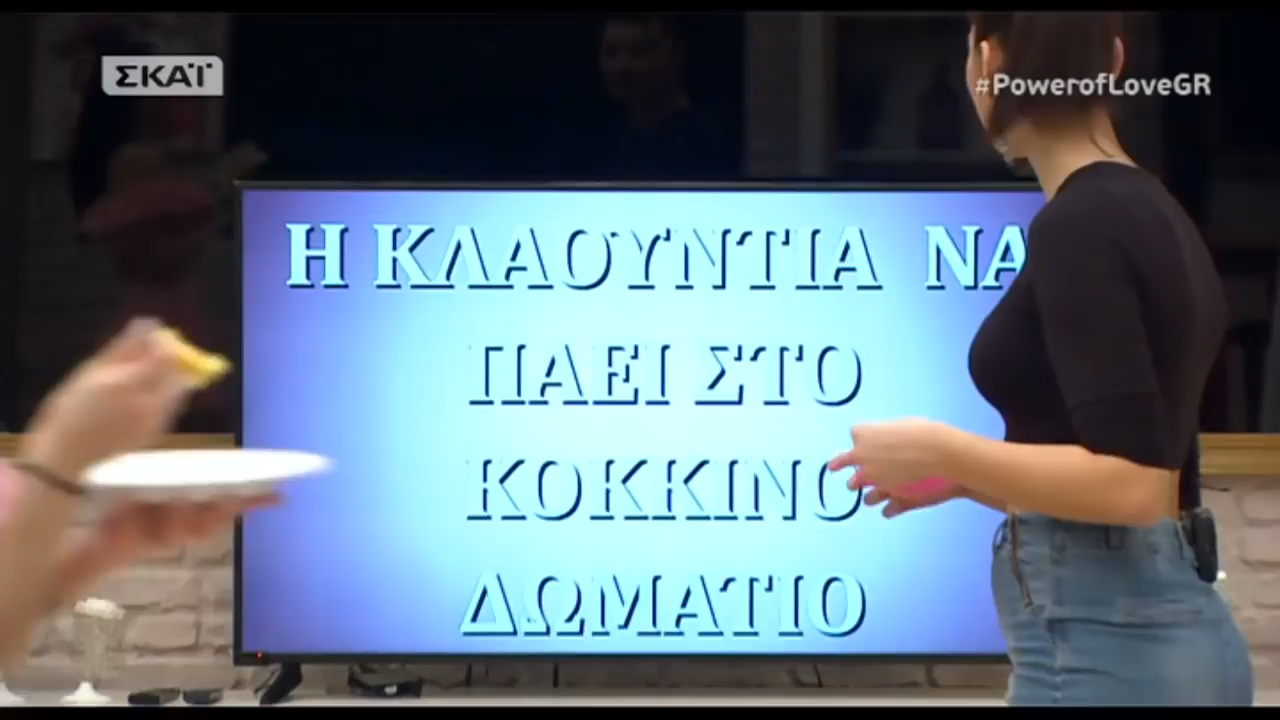 ΣΚΑΪ
#PowerofLoveGR
Η ΚΛΑΟΥΝΤΙΑ ΝΑ
ΠΑΕΙ ΣΤΟ
ΚΟΚΚΙΝΟ
ΔΩΜΑΤΙΟ